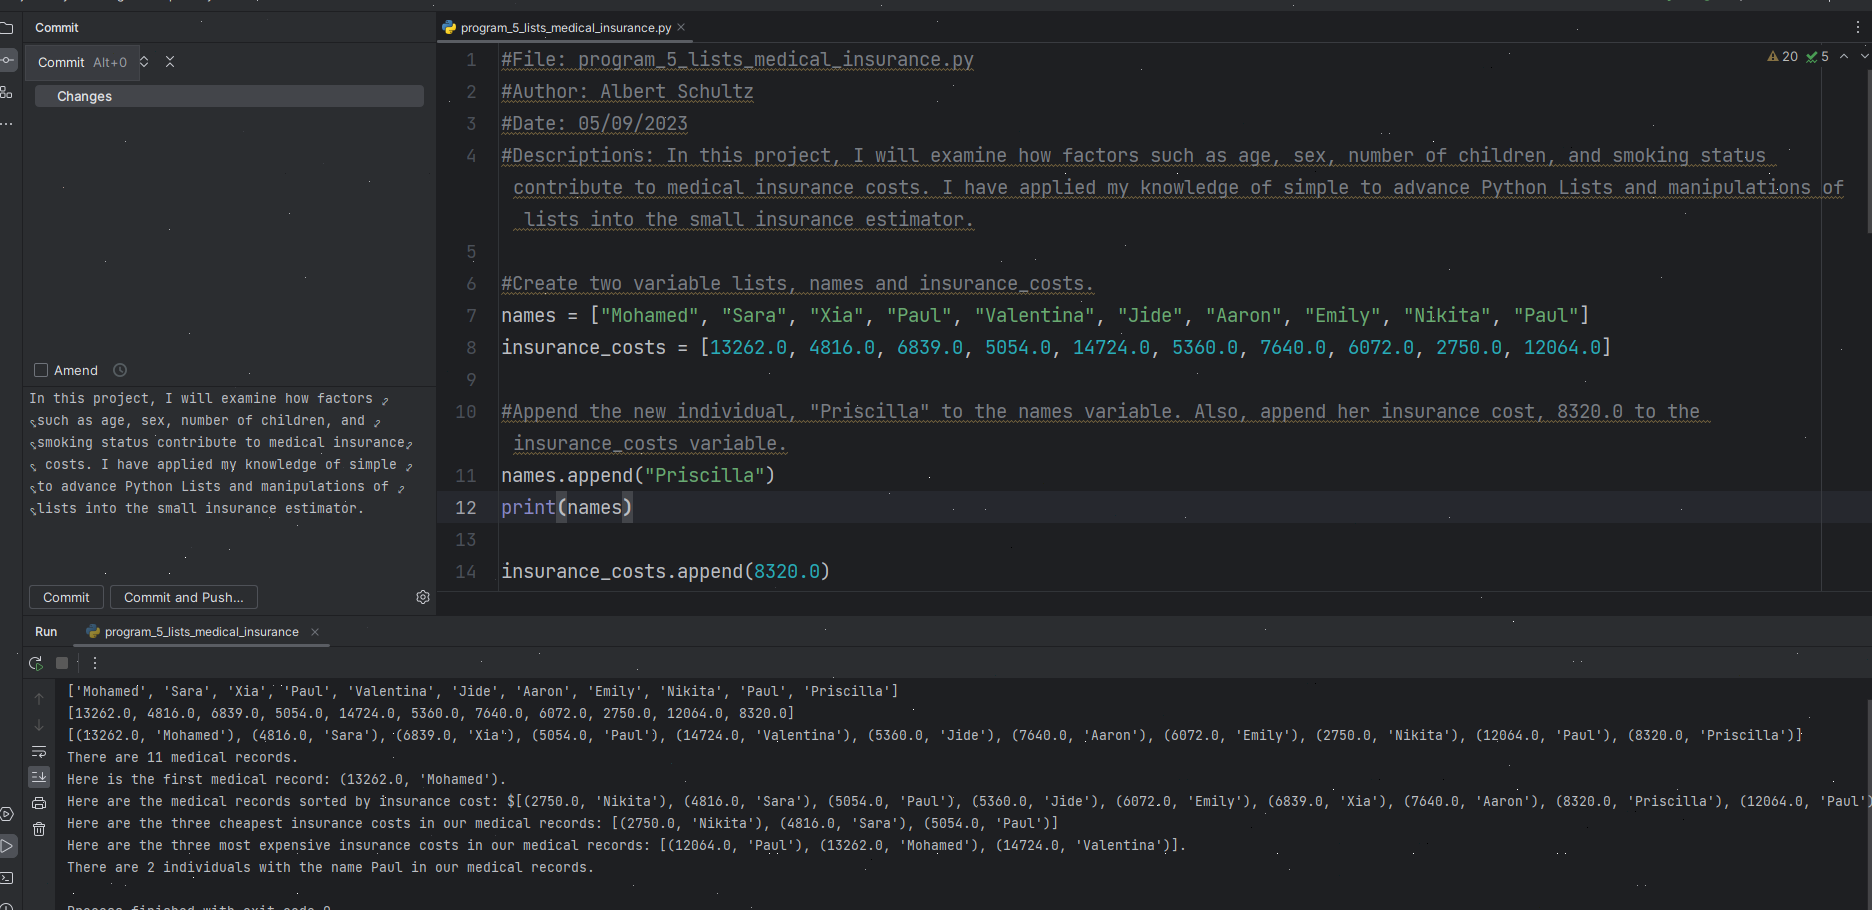 Commit
Commit Alt+0
Changes
Amend
In this project, I will examine how factors
such as age, sex, number of children, and
smoking status contribute to medical insurance
costs. I have applied my knowledge of simple
to advance Python Lists and manipulations of
lists into the small insurance estimator.
Commit
Commit and Push...
program_5_lists_medical_insurance.py
20 5
1 #File: program_5_lists_medical_insurance.py
2 #Author: Albert Schultz
3 #Date: 05/09/2023
4 #Descriptions: In this project, I will examine how factors such as age, sex, number of children, and smoking status
contribute to medical insurance costs. I have applied my knowledge of simple to advance Python Lists and manipulations of
lists into the small insurance estimator.
5
6 #Create two variable lists, names and insurance_costs.
7 names = ["Mohamed", "Sara", "Xia", "Paul", "Valentina", "Jide", "Aaron", "Emily", "Nikita", "Paul"]
8 insurance_costs = [13262.0, 4816.0, 6839.0, 5054.0, 14724.0, 5360.0, 7640.0, 6072.0, 2750.0, 12064.0]
9
10 #Append the new individual, "Priscilla" to the names variable. Also, append her insurance cost, 8320.0 to the
insurance_costs variable.
11 names.append("Priscilla")
12 print(names)
13
14 insurance_costs.append(8320.0)
Run program_5_lists_medical_insurance
['Mohamed', 'Sara', 'Xia', 'Paul', 'Valentina', 'Jide', 'Aaron', 'Emily', 'Nikita', 'Paul', 'Priscilla']
[13262.0, 4816.0, 6839.0, 5054.0, 14724.0, 5360.0, 7640.0, 6072.0, 2750.0, 12064.0, 8320.0]
[(13262.0, 'Mohamed'), (4816.0, 'Sara'), (6839.0, 'Xia'), (5054.0, 'Paul'), (14724.0, 'Valentina'), (5360.0, 'Jide'), (7640.0, 'Aaron'), (6072.0, 'Emily'), (2750.0, 'Nikita'), (12064.0, 'Paul'), (8320.0, 'Priscilla')]
There are 11 medical records.
Here is the first medical record: (13262.0, 'Mohamed').
Here are the medical records sorted by insurance cost: $[(2750.0, 'Nikita'), (4816.0, 'Sara'), (5054.0, 'Paul'), (5360.0, 'Jide'), (6072.0, 'Emily'), (6839.0, 'Xia'), (7640.0, 'Aaron'), (8320.0, 'Priscilla'), (12064.0, 'Paul')
Here are the three cheapest insurance costs in our medical records: [(2750.0, 'Nikita'), (4816.0, 'Sara'), (5054.0, 'Paul')]
Here are the three most expensive insurance costs in our medical records: [(12064.0, 'Paul'), (13262.0, 'Mohamed'), (14724.0, 'Valentina')].
There are 2 individuals with the name Paul in our medical records.
Process finished with exit code 0